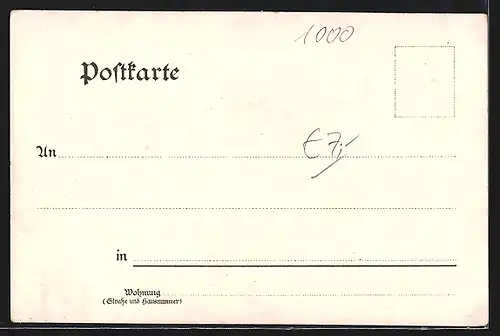 1000
Postkarte
An
€ 7,-
in
Wohnung
(Straße und Hausnummer)